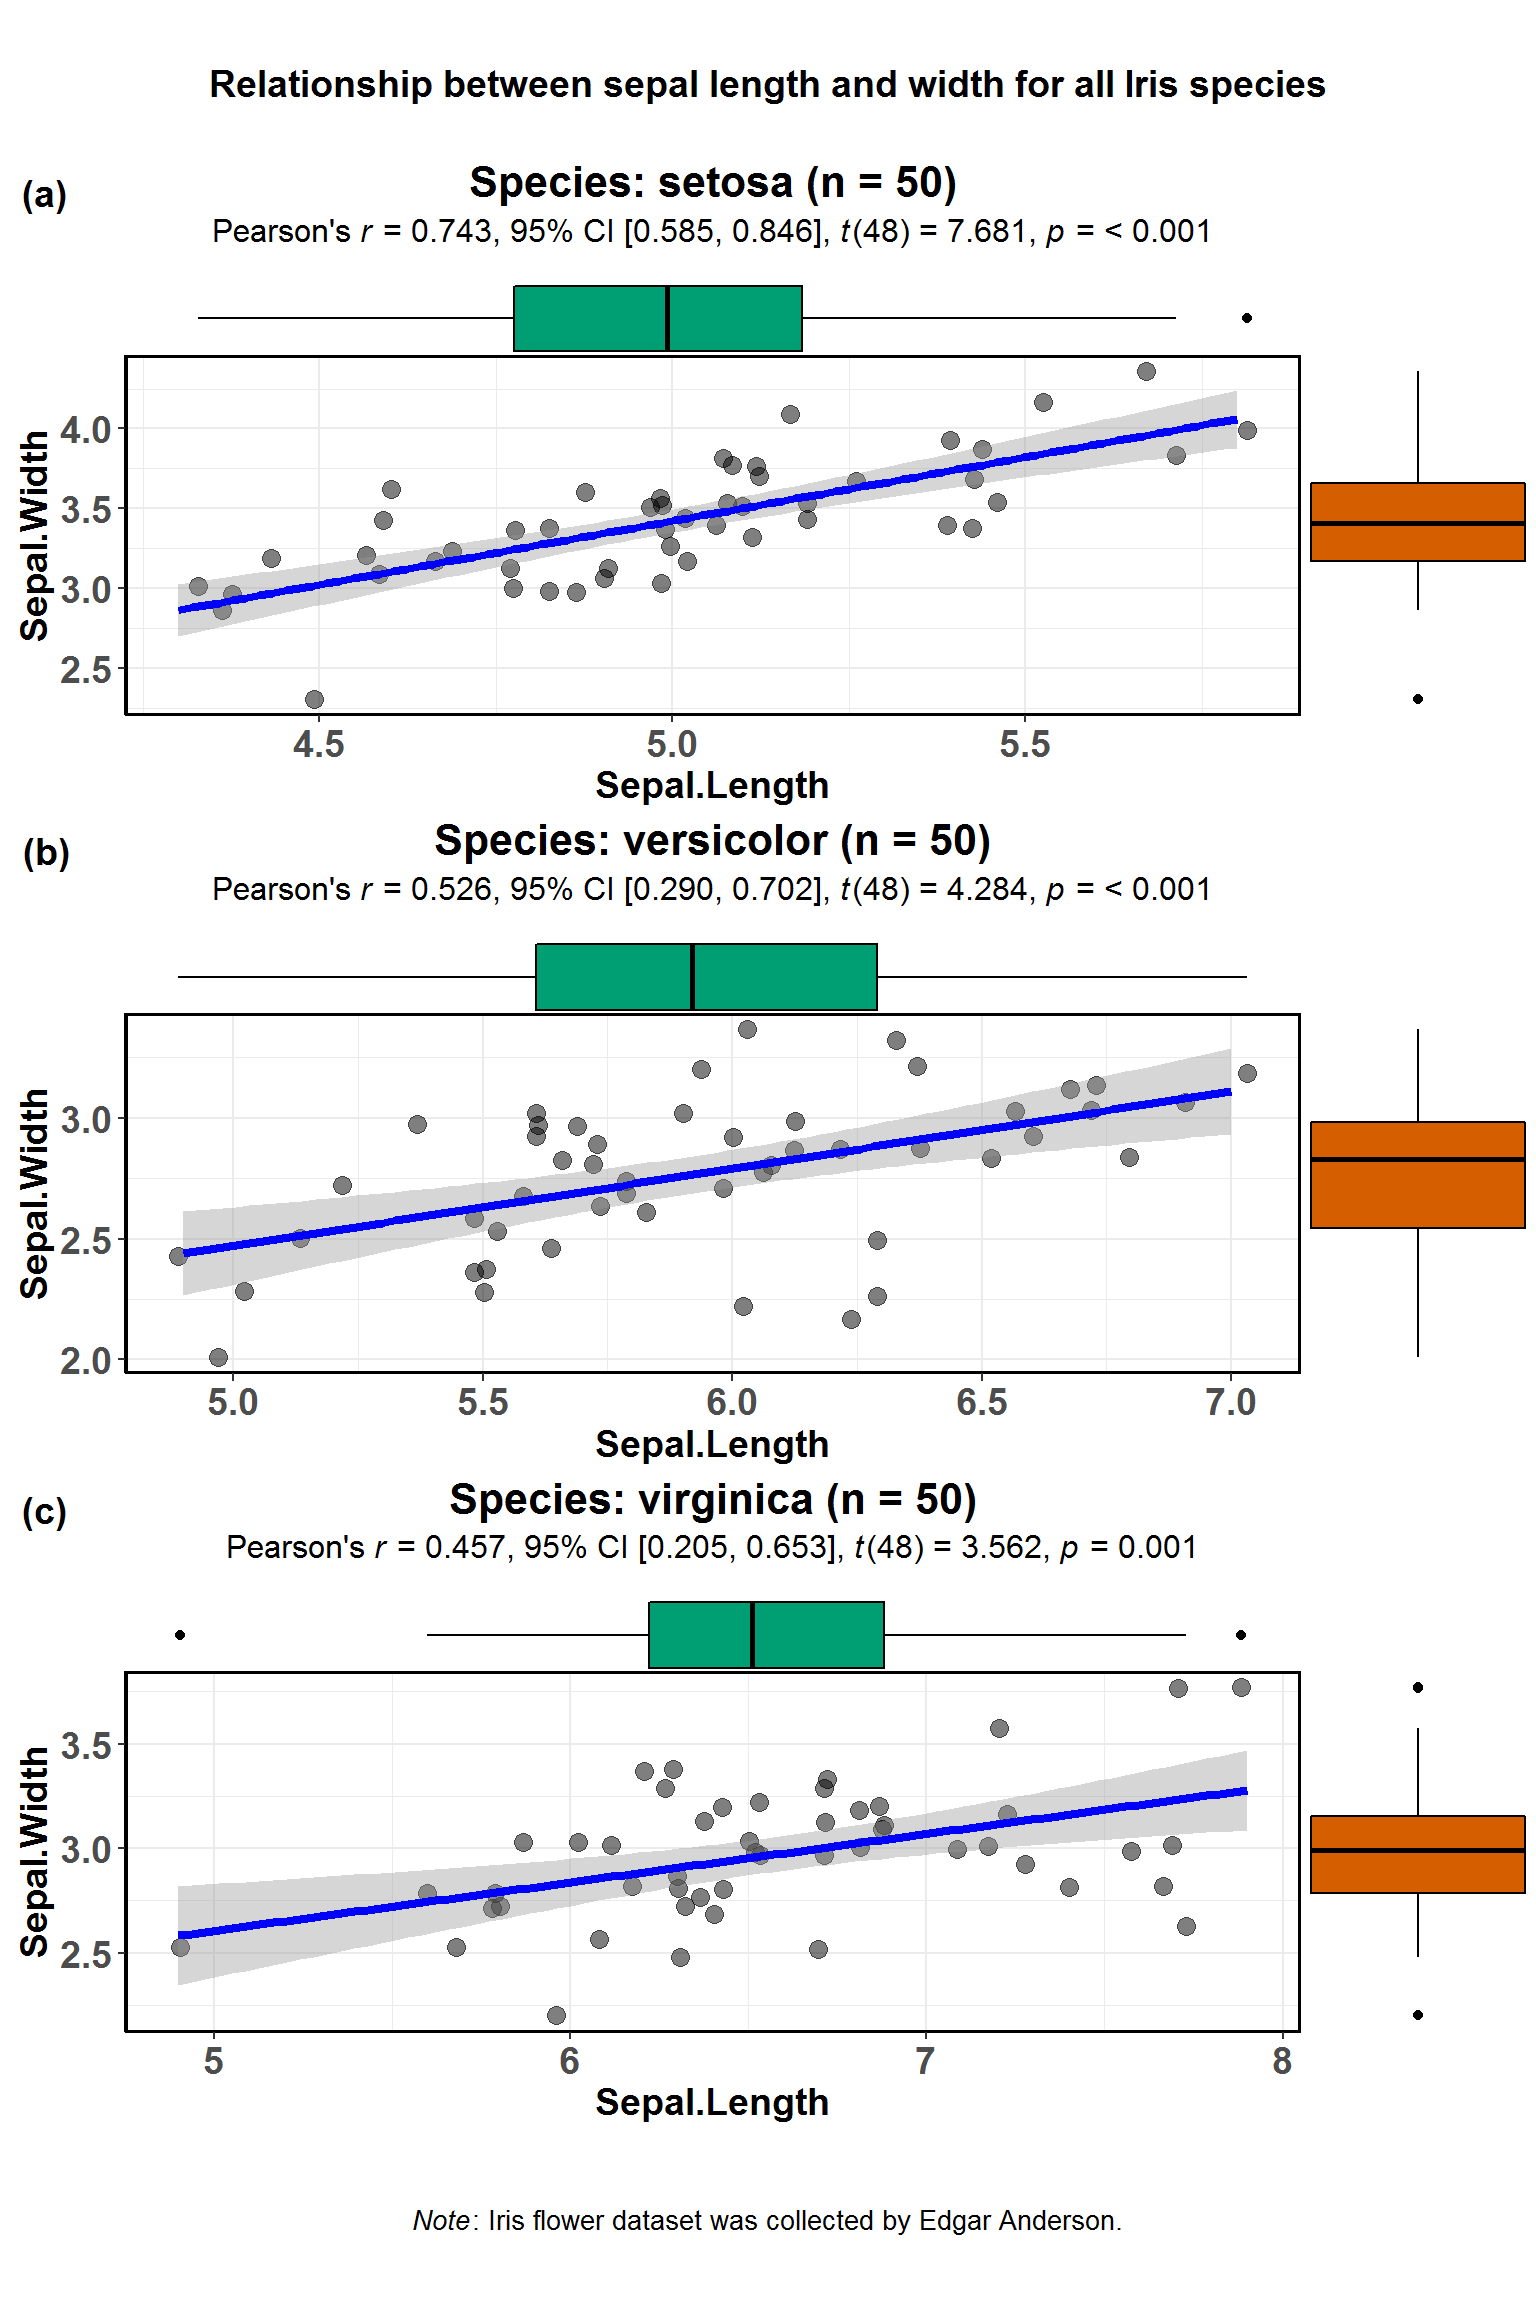 Relationship between sepal length and width for all Iris species
(a)
Species: setosa (n = 50)
Pearson's r = 0.743, 95% CI [0.585, 0.846], t(48) = 7.681, p = < 0.001
Sepal.Width
4.0
3.5
3.0
2.5
4.5 5.0 5.5
Sepal.Length
(b)
Species: versicolor (n = 50)
Pearson's r = 0.526, 95% CI [0.290, 0.702], t(48) = 4.284, p = < 0.001
Sepal.Width
3.0
2.5
2.0
5.0 5.5 6.0 6.5 7.0
Sepal.Length
(c)
Species: virginica (n = 50)
Pearson's r = 0.457, 95% CI [0.205, 0.653], t(48) = 3.562, p = 0.001
Sepal.Width
3.5
3.0
2.5
5 6 7 8
Sepal.Length
Note: Iris flower dataset was collected by Edgar Anderson.